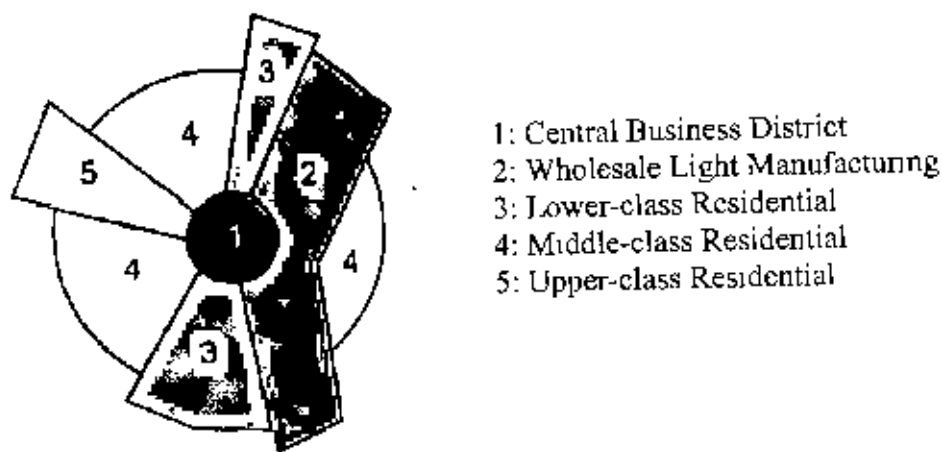 3
4
2
5
1
4
4
3
1: Central Business District
2: Wholesale Light Manufacturing
3: Lower-class Residential
4: Middle-class Residential
5: Upper-class Residential